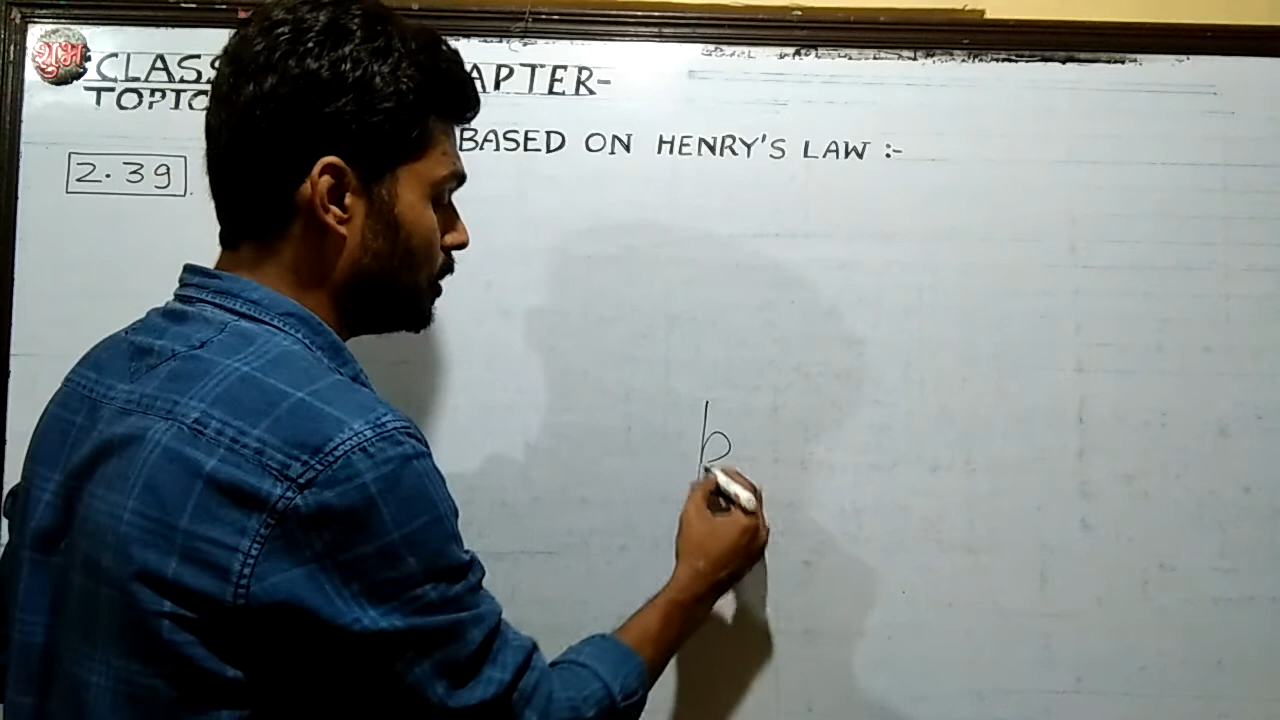 शुभ
CLASS APTER-
TOPIC
BASED ON HENRY'S LAW :-
2.39
p